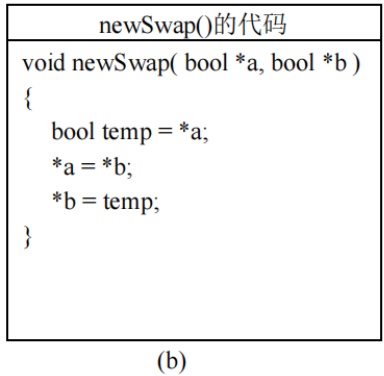 newSwap()的代码
void newSwap( bool *a, bool *b )
{
bool temp = *a;
*a = *b;
*b = temp;
}
(b)